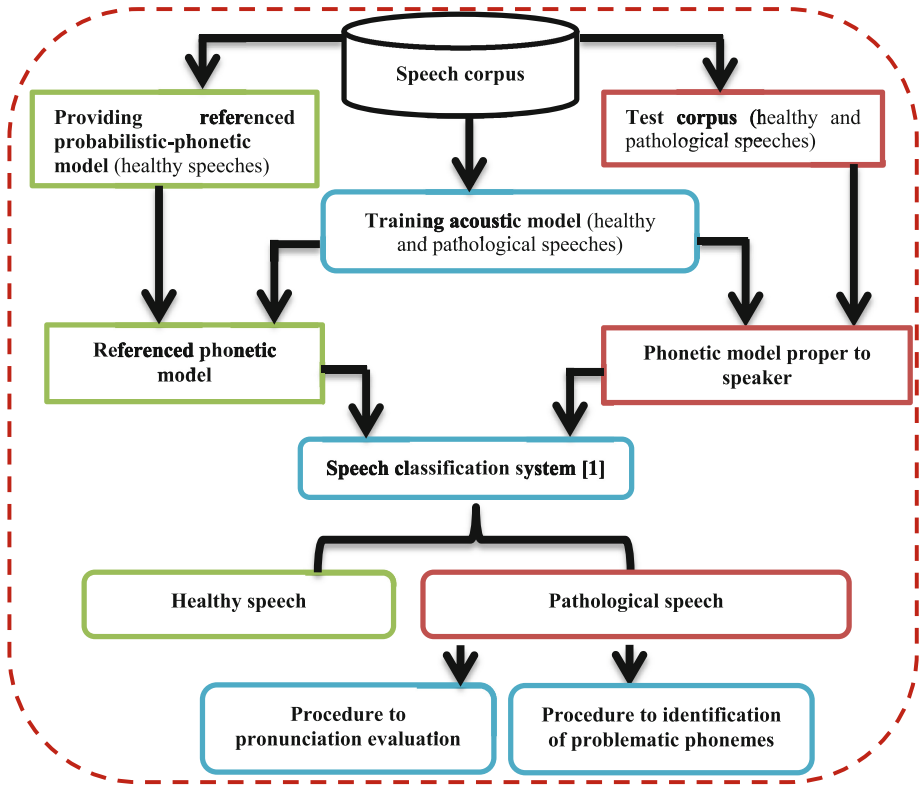 Speech corpus
Providing referenced
probabilistic-phonetic
model (healthy speeches)
Test corpus (healthy and
pathological speeches)
Training acoustic model (healthy
and pathological speeches)
Referenced phonetic
model
Phonetic model proper to
speaker
Speech classification system [1]
Healthy speech
Pathological speech
Procedure to
pronunciation evaluation
Procedure to identification
of problematic phonemes